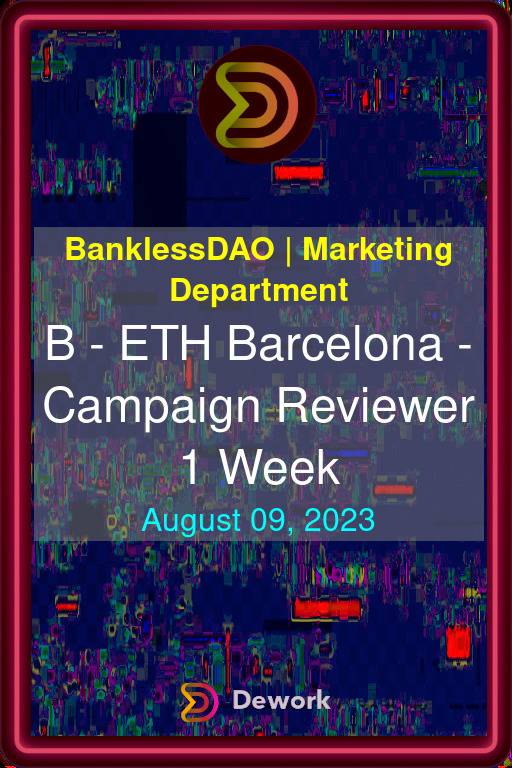 BanklessDAO | Marketing
Department
B - ETH Barcelona -
Campaign Reviewer
1 Week
August 09, 2023
Dework